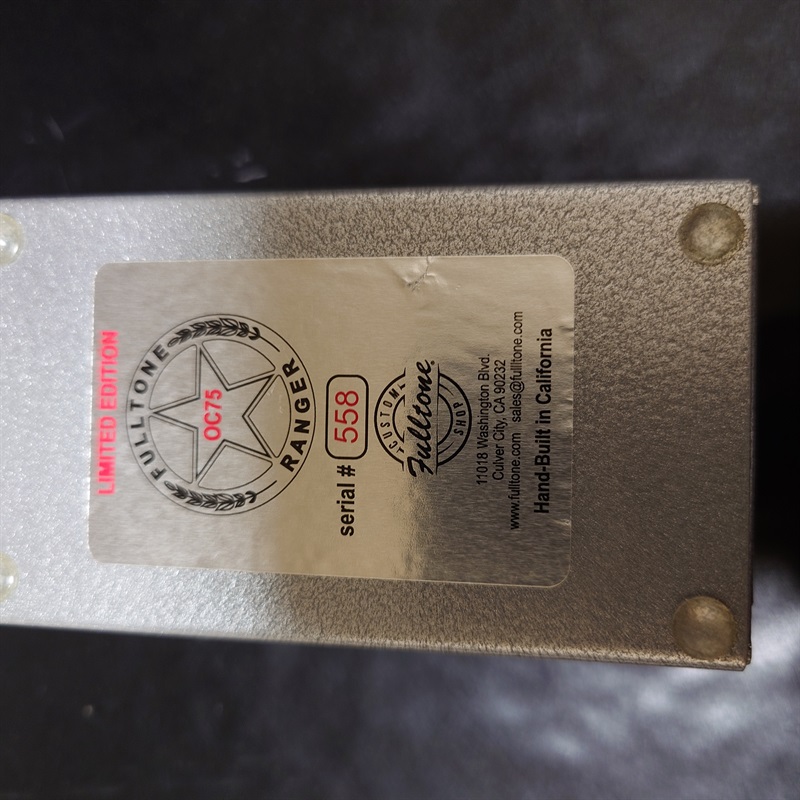 LIMITED EDITION
FULLTONE
OC75
RANGER
serial # 558
CUSTOM
Fulltone®
SHOP
11018 Washington Blvd.
Culver City, CA 90232
www.fulltone.com sales@fulltone.com
Hand-Built in California